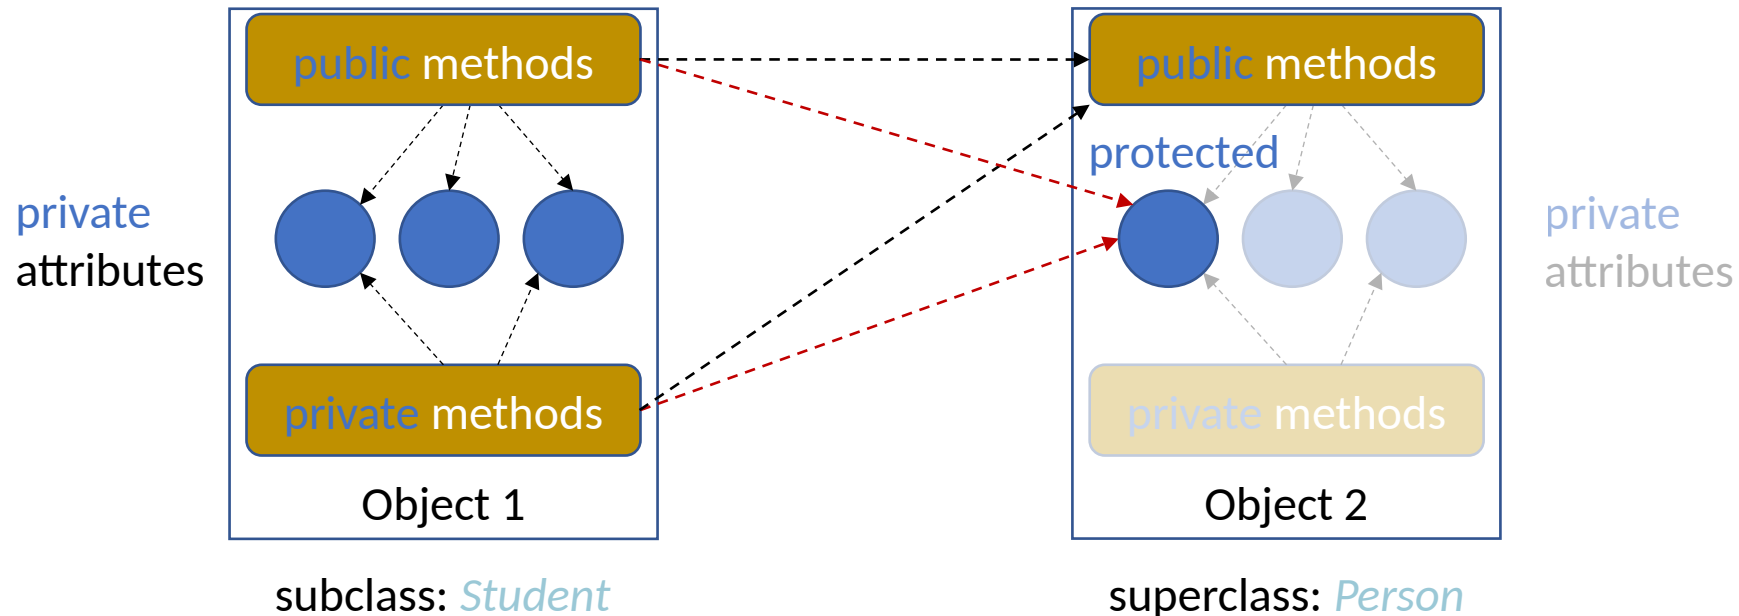 public methods
public methods
protected
private
attributes
private
attributes
private methods
private methods
Object 1
Object 2
subclass: Student
superclass: Person